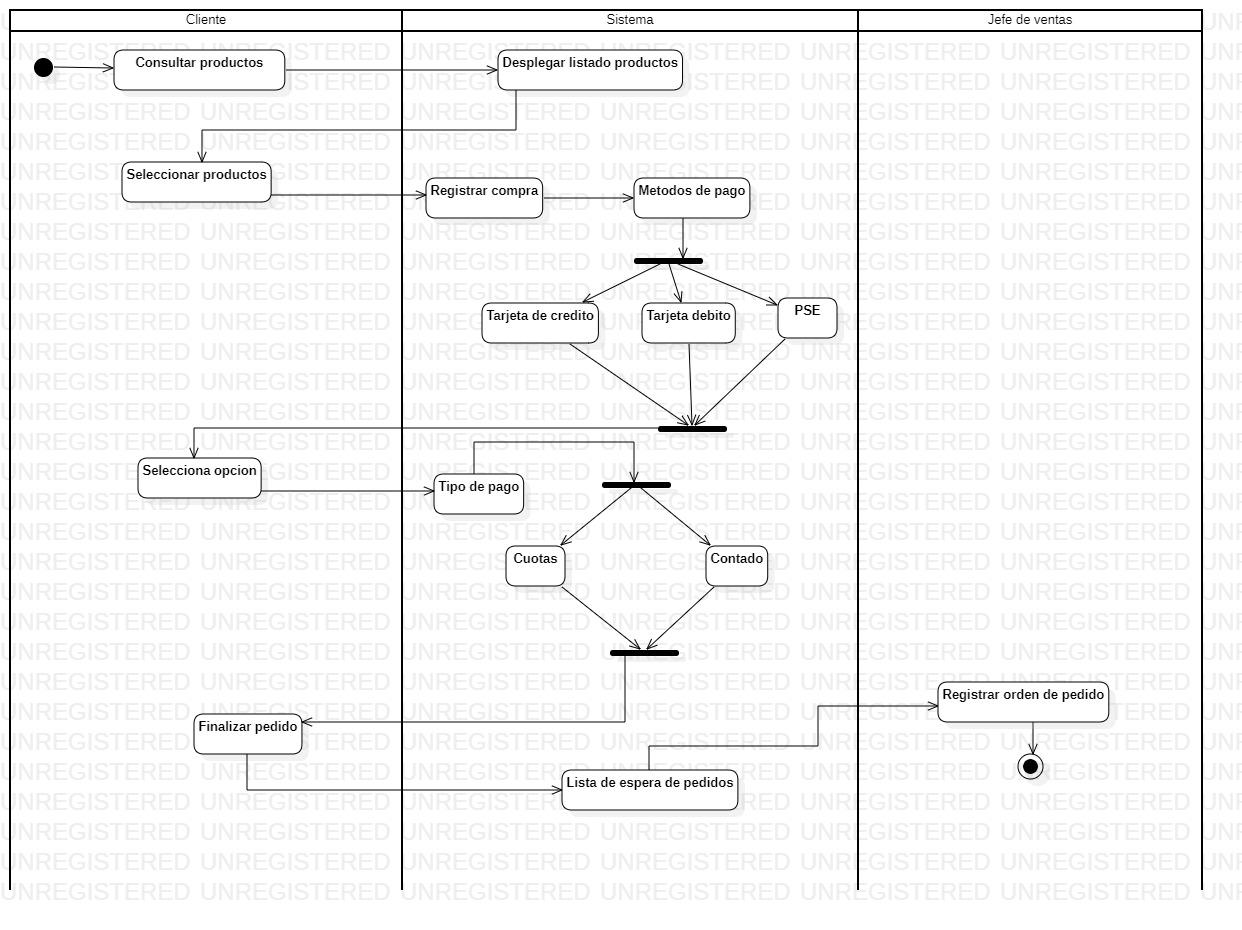 Cliente
Sistema
Jefe de ventas
Consultar productos
Desplegar listado productos
Seleccionar productos
Registrar compra
Metodos de pago
Tarjeta de credito
Tarjeta debito
PSE
Selecciona opcion
Tipo de pago
Cuotas
Contado
Registrar orden de pedido
Finalizar pedido
Lista de espera de pedidos
UNREGISTERED